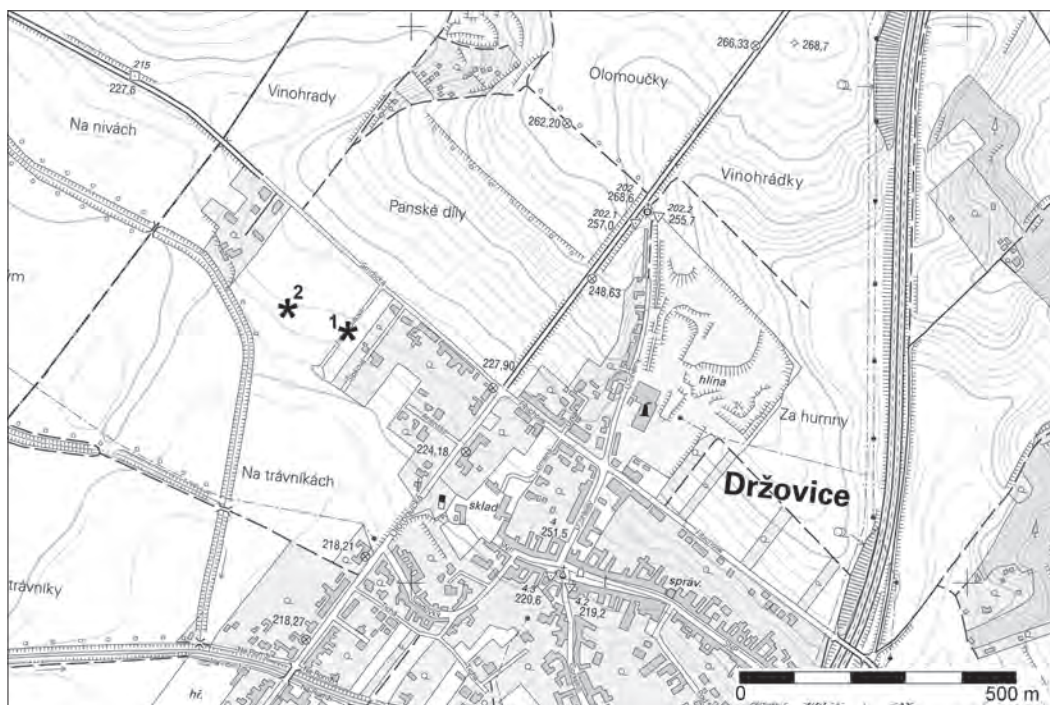 215
227,6
Vinohrady
Na nivách
Olomoučky
266,33
268,7
262,20
Panské díly
Vinohrádky
202
268,6
202.1
257,0
202.2
255,7
2
1
248,63
227,90
hlína
Za humny
224,18
Na trávníkách
sklad
Držovice
4
251,5
218,21
správ.
4.3
220,6
4.2
219,2
218,27
hř.
0
500 m